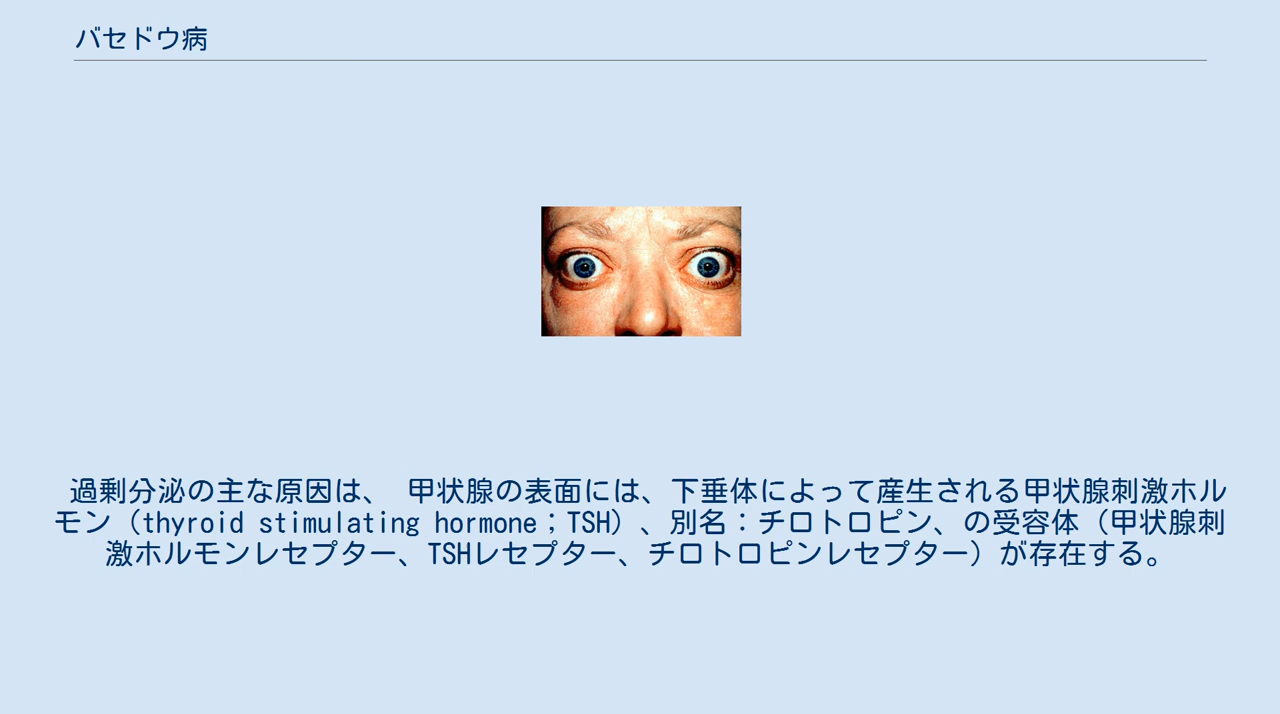 バセドウ病
過剰分泌の主な原因は、 甲状腺の表面には、下垂体によって産生される甲状腺刺激ホル
モン（thyroid stimulating hormone；TSH）、別名：チロトロピン、の受容体（甲状腺刺
激ホルモンレセプター、TSHレセプター、チロトロピンレセプター）が存在する。